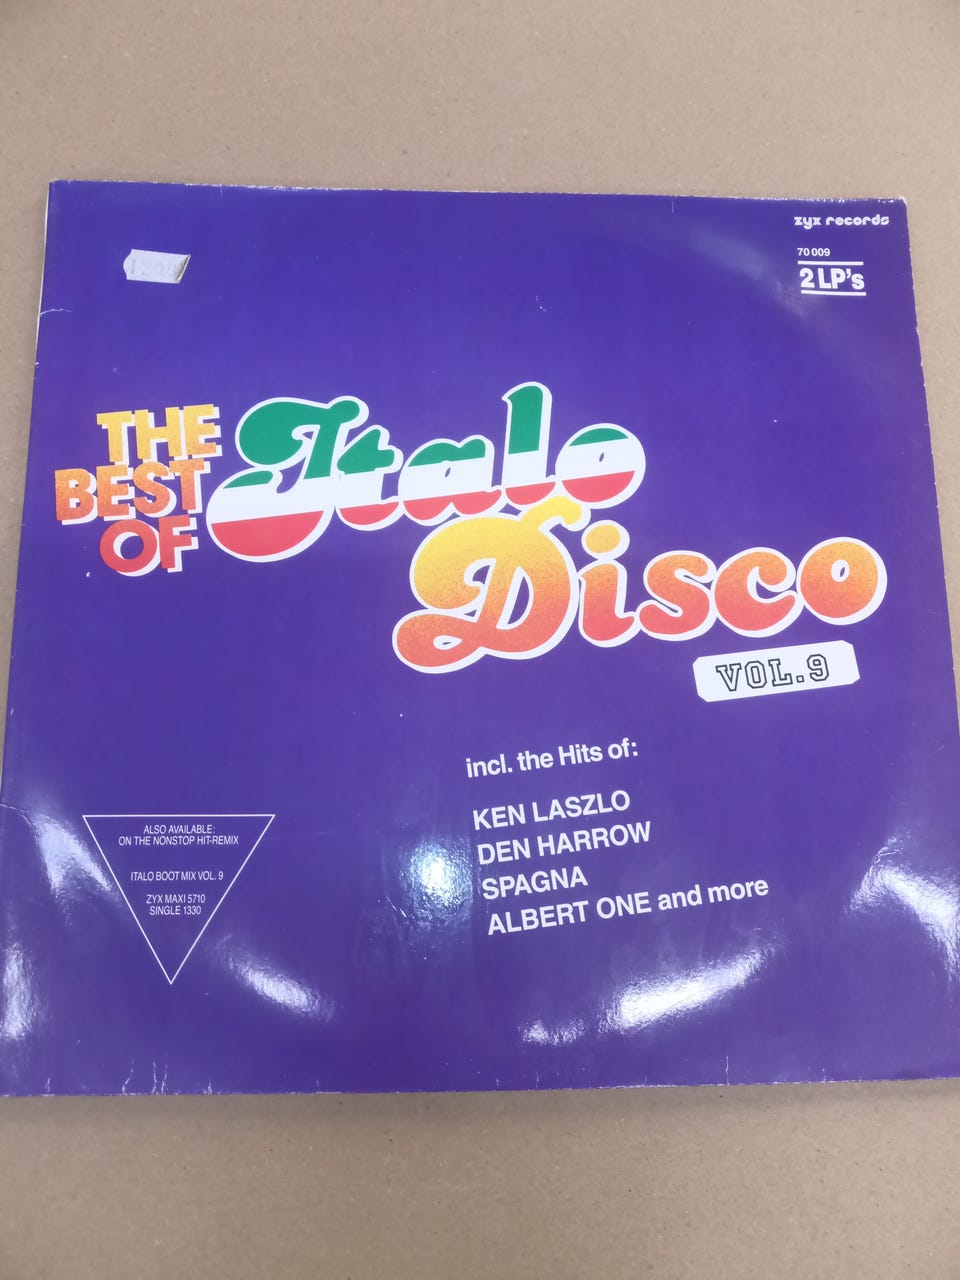 zyx records
70 009
2 LP's
THE
BEST
OF
Italo
Disco
VOL.9
incl. the Hits of:
KEN LASZLO
DEN HARROW
SPAGNA
ALBERT ONE and more
ALSO AVAILABLE:
ON THE NONSTOP HIT-REMIX
ITALO BOOT MIX VOL. 9
ZYX MAXI 5710
SINGLE 1330